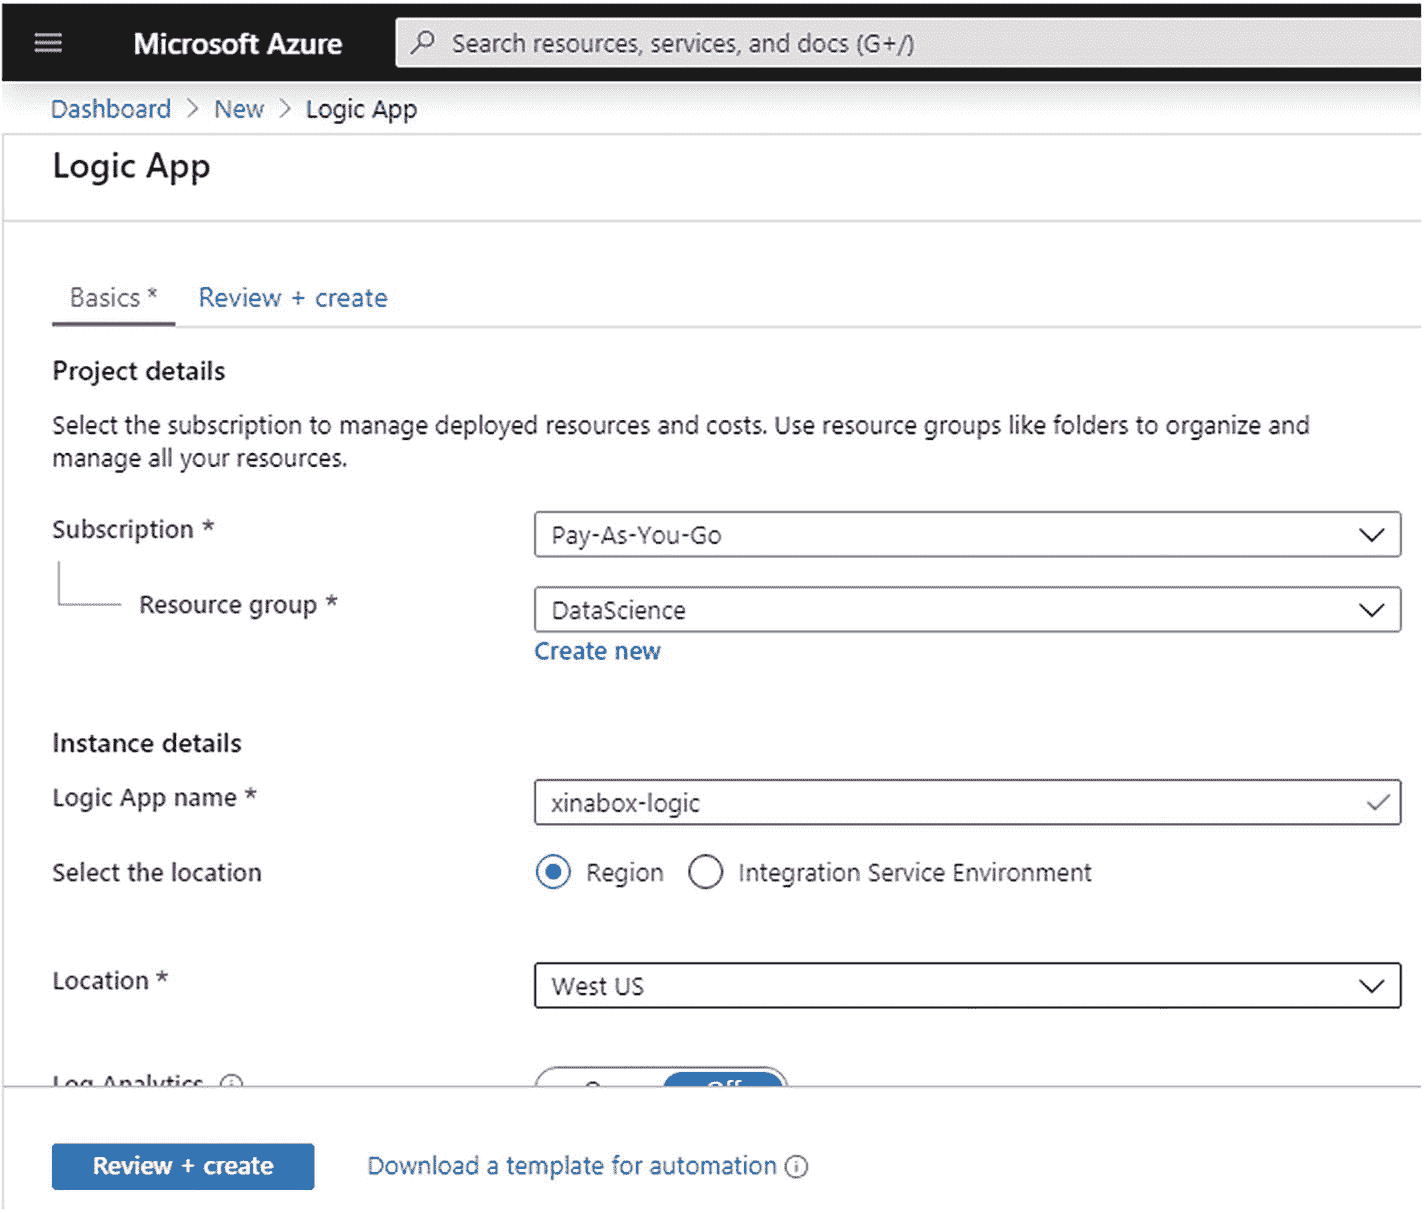 Microsoft Azure
Search resources, services, and docs (G+/)
Dashboard > New > Logic App
Logic App
Basics * Review + create
Project details
Select the subscription to manage deployed resources and costs. Use resource groups like folders to organize and
manage all your resources.
Subscription * Pay-As-You-Go
Resource group * DataScience
Create new
Instance details
Logic App name * xinabox-logic
Select the location Region Integration Service Environment
Location * West US
Log Analytics Off
Review + create Download a template for automation